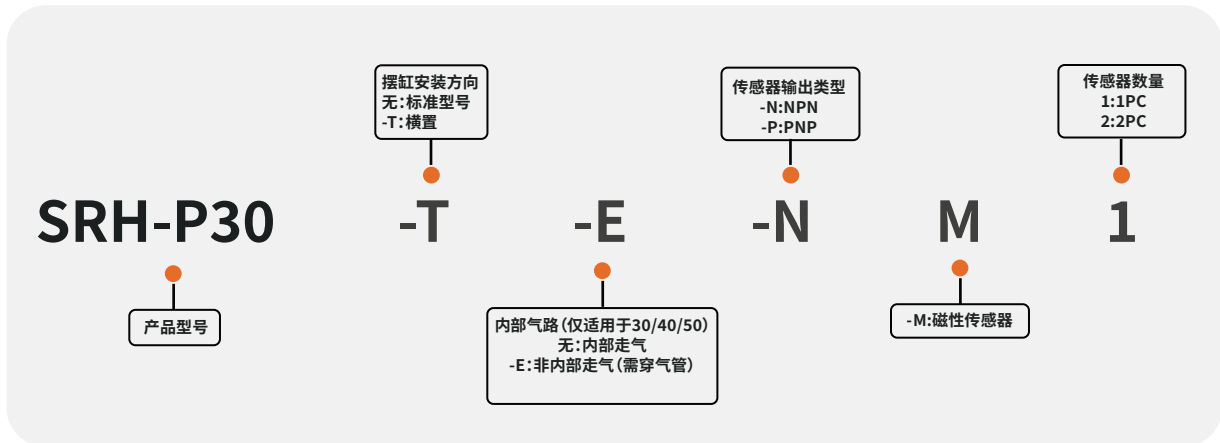 摆缸安装方向
无:标准型号
-T:横置
传感器输出类型
-N:NPN
-P:PNP
传感器数量
1:1PC
2:2PC
SRH-P30 -T -E -N M 1
产品型号
内部气路(仅适用于30/40/50)
无:内部走气
-E:非内部走气(需穿气管)
-M:磁性传感器